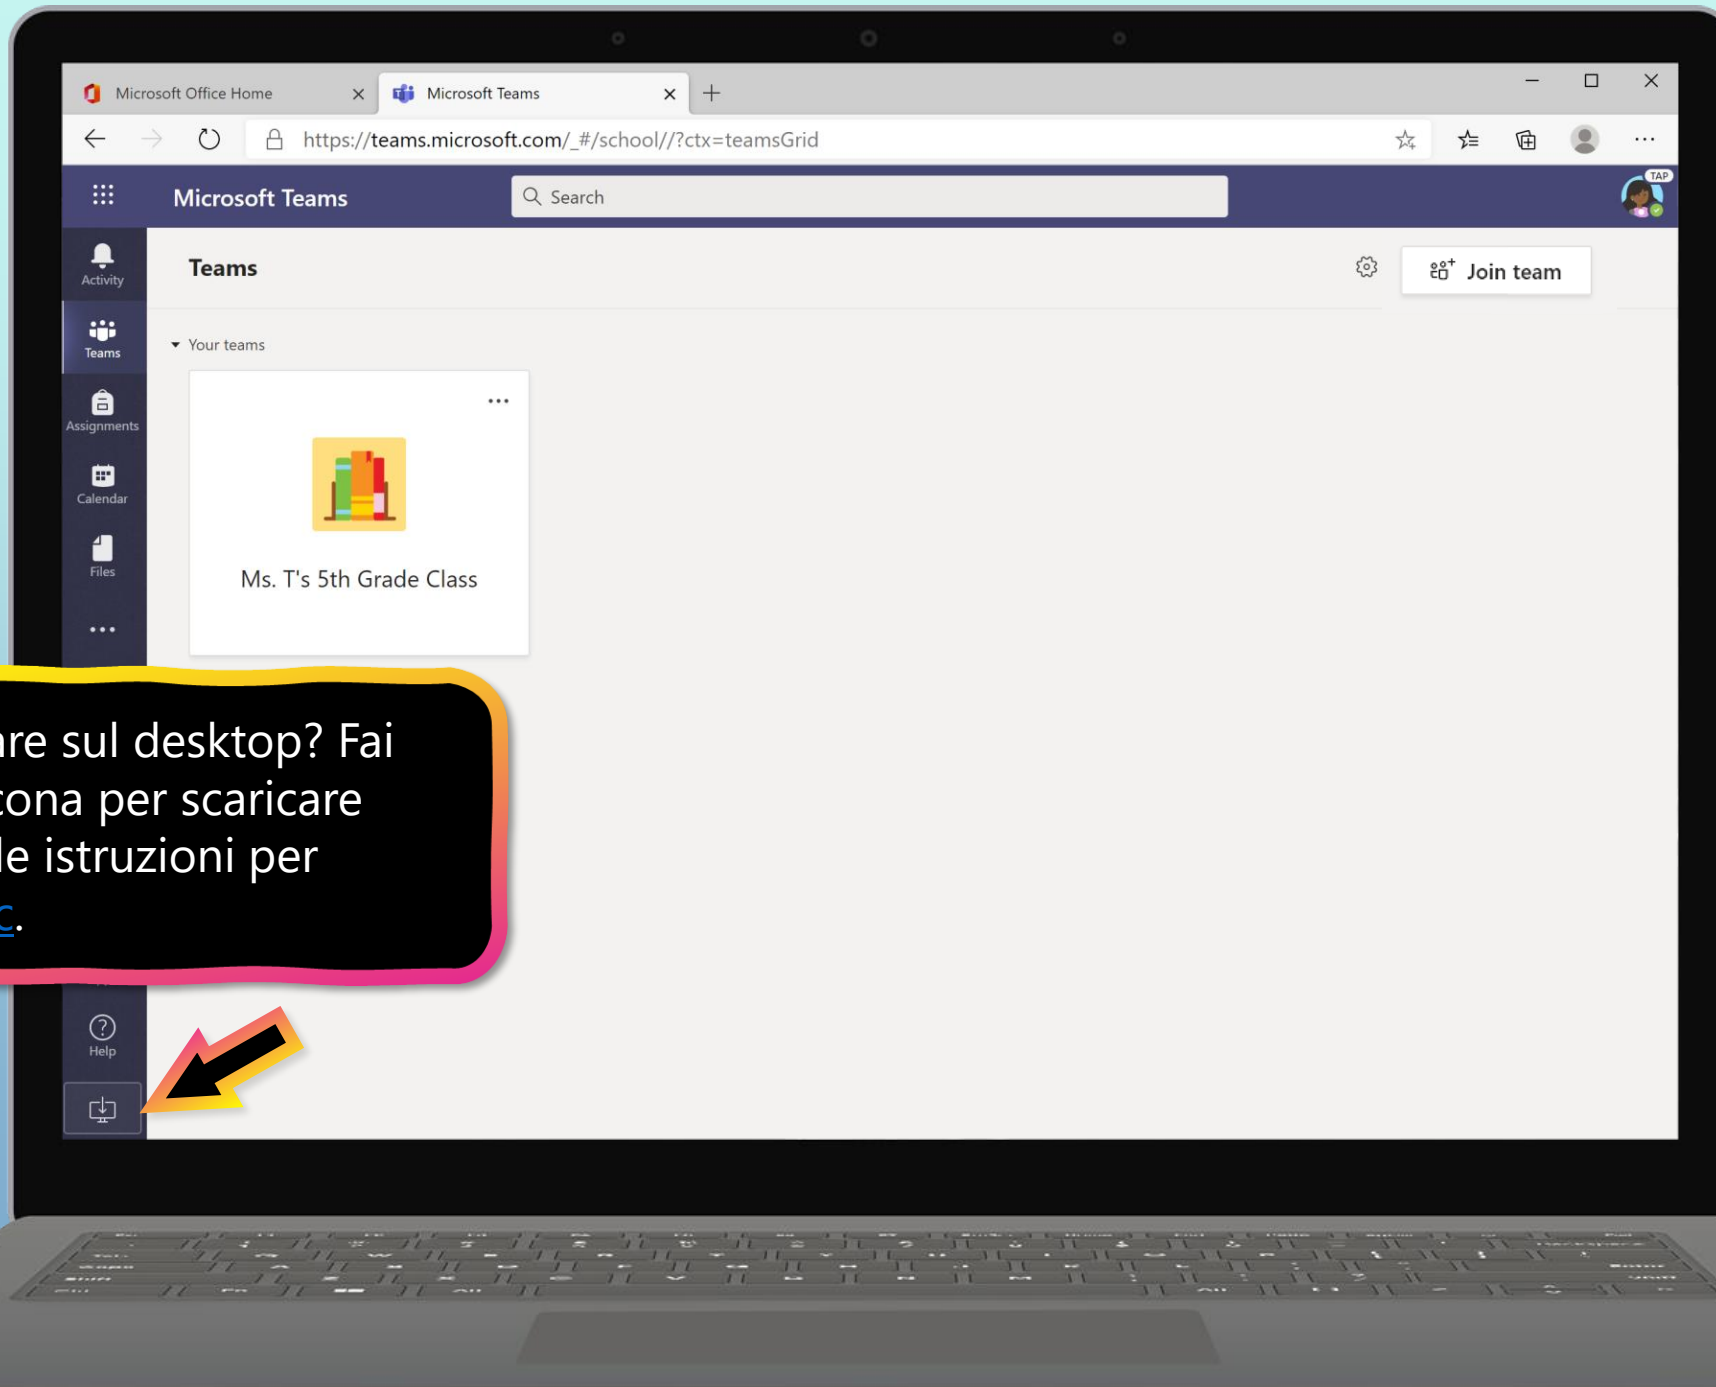 Microsoft Office Home
Microsoft Teams
https://teams.microsoft.com/_#/school//?ctx=teamsGrid
Microsoft Teams
Search
TAP
Activity
Teams
Join team
Teams
Your teams
Assignments
Calendar
Ms. T's 5th Grade Class
Files
are sul desktop? Fai
cona per scaricare
le istruzioni per
c.
Help